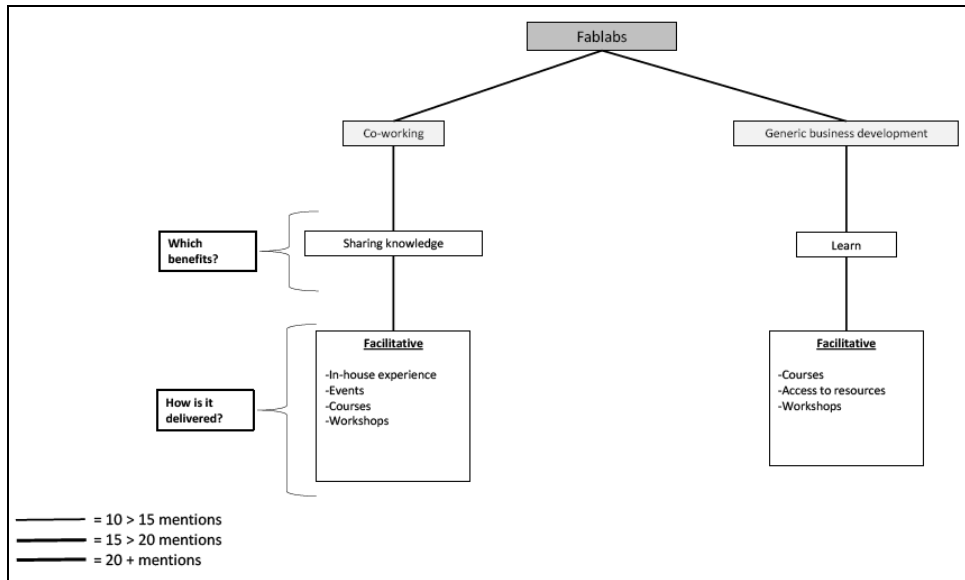 Fablabs
Co-working
Generic business development
Which
benefits?
Sharing knowledge
Learn
How is it
delivered?
Facilitative
-In-house experience
-Events
-Courses
-Workshops
Facilitative
-Courses
-Access to resources
-Workshops
= 10 > 15 mentions
= 15 > 20 mentions
= 20 + mentions